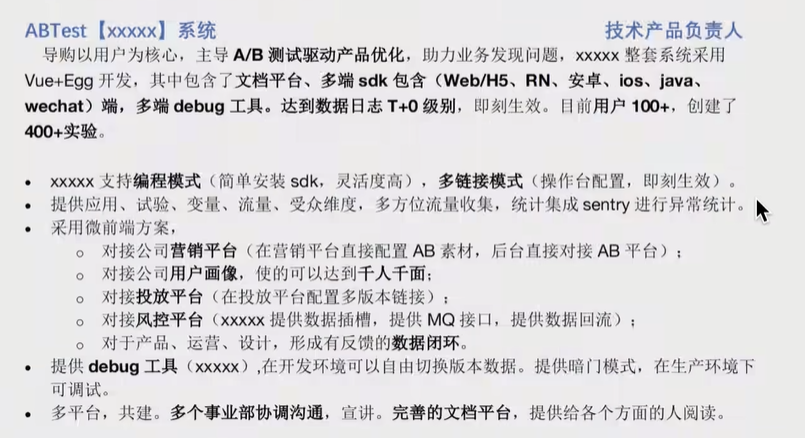 ABTest【xxxxx】系统 技术产品负责人
导购以用户为核心，主导 A/B 测试驱动产品优化，助力业务发现问题，xxxxx 整套系统采用
Vue+Egg 开发，其中包含了文档平台、多端 sdk 包含（Web/H5、RN、安卓、ios、java、
wechat）端，多端 debug 工具。达到数据日志 T+0 级别，即刻生效。目前用户 100+，创建了
400+实验。
• xxxxx 支持编程模式（简单安装 sdk，灵活度高），多链接模式（操作台配置，即刻生效）。
• 提供应用、试验、变量、流量、受众维度，多方位流量收集，统计集成 sentry 进行异常统计。
• 采用微前端方案，
○ 对接公司营销平台（在营销平台直接配置 AB 素材，后台直接对接 AB 平台）；
○ 对接公司用户画像，使的可以达到千人千面；
○ 对接投放平台（在投放平台配置多版本链接）；
○ 对接风控平台（xxxxx 提供数据插槽，提供 MQ 接口，提供数据回流）；
○ 对于产品、运营、设计，形成有反馈的数据闭环。
• 提供 debug 工具（xxxxx）,在开发环境可以自由切换版本数据。提供暗门模式，在生产环境下
可调试。
• 多平台，共建。多个事业部协调沟通，宣讲。完善的文档平台，提供给各个方面的人阅读。